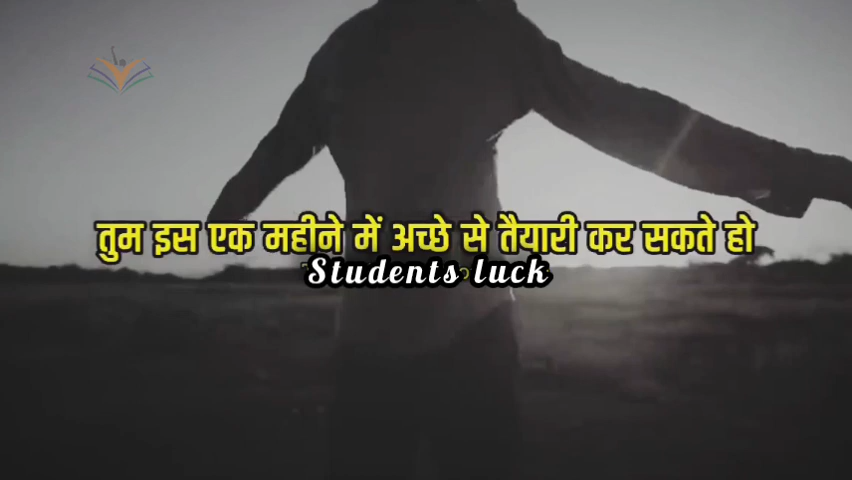 तुम इस एक महीने में अच्छे से तैयारी कर सकते हो
Students luck